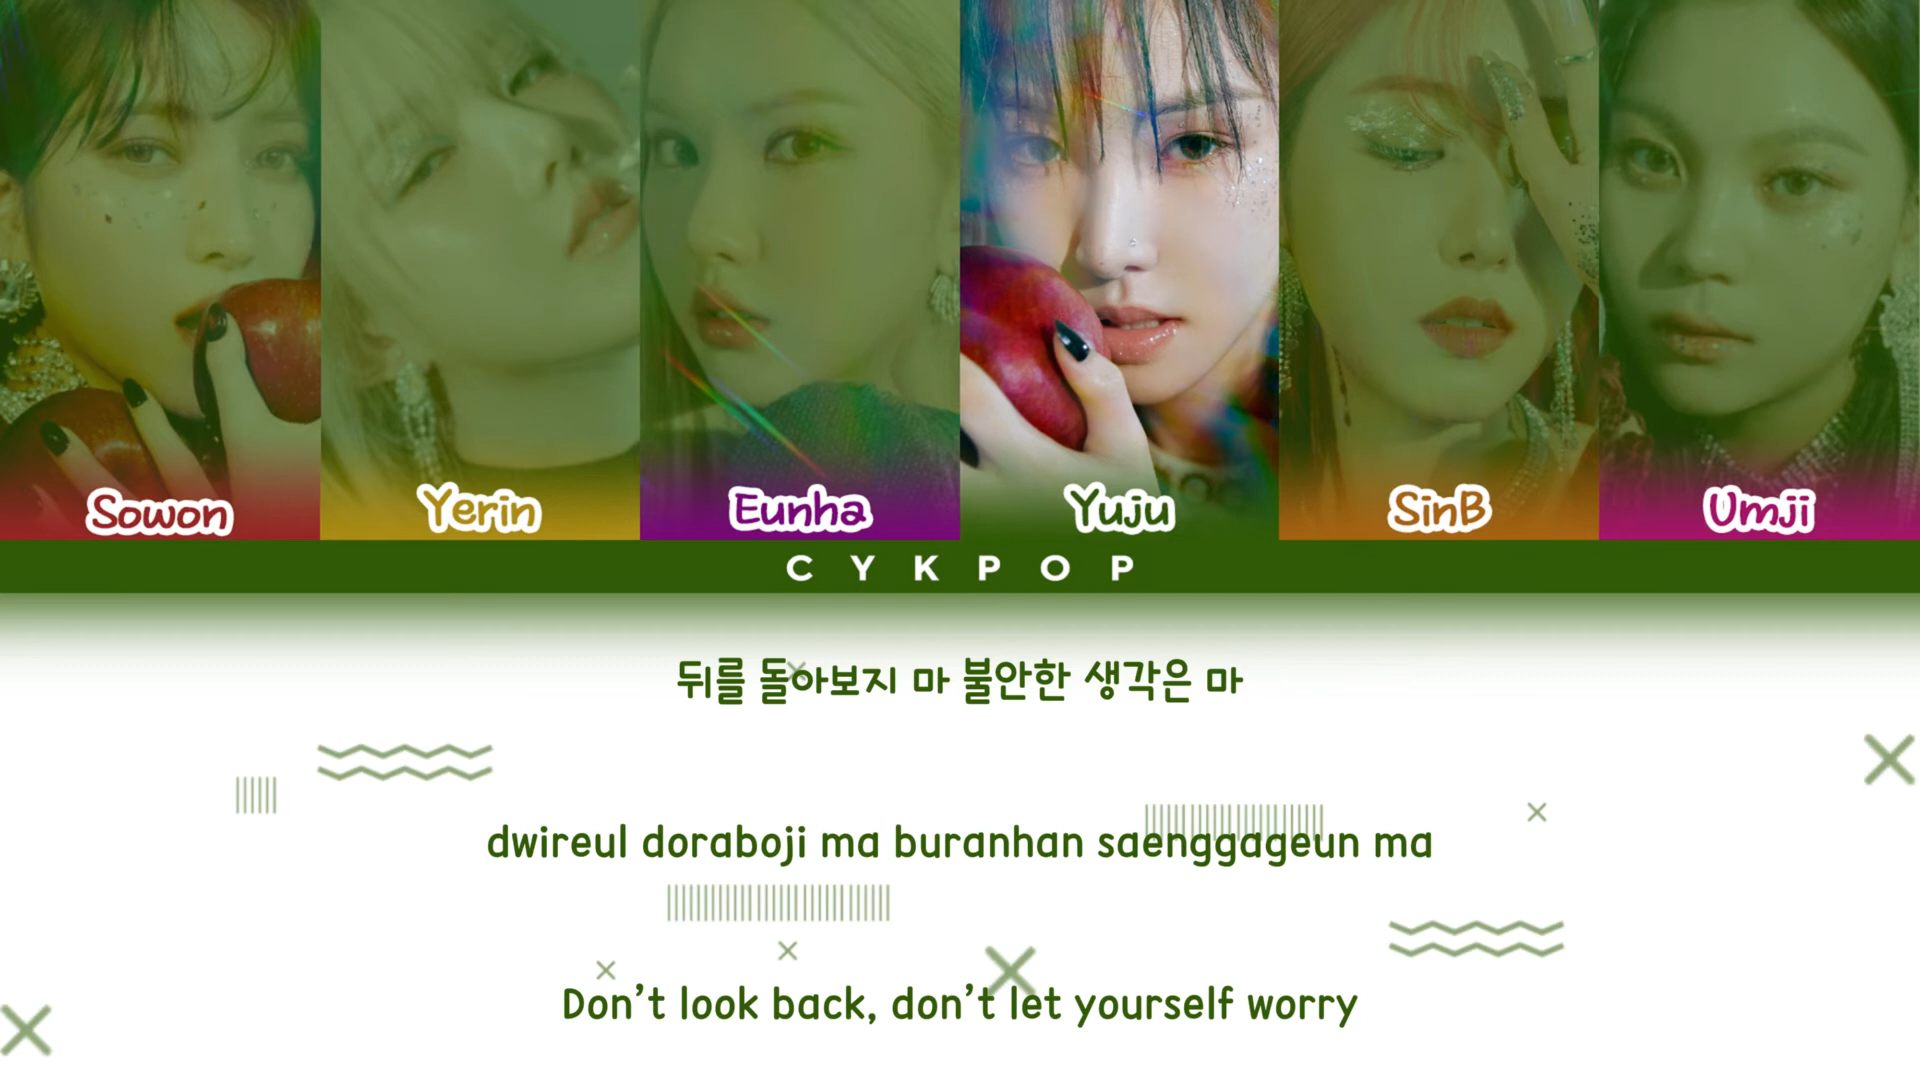 Sowon Yerin Eunha Yuju SinB Umji
CYKPOP
뒤를 돌아보지 마 불안한 생각은 마
dwireul doraboji ma buranhan saenggageun ma
Don't look back, don't let yourself worry